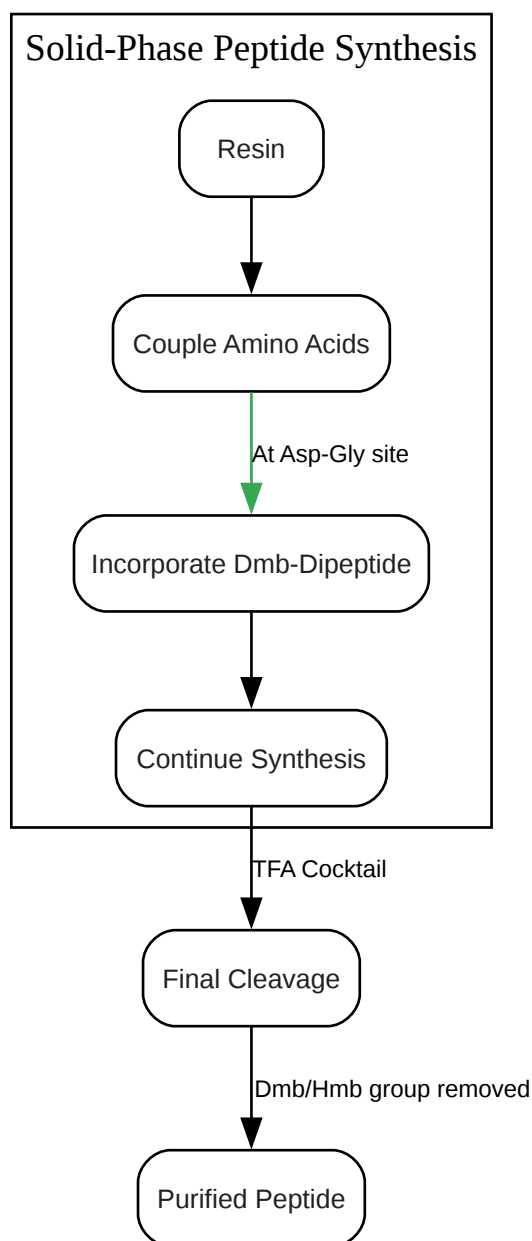 Solid-Phase Peptide Synthesis
Resin
Couple Amino Acids
At Asp-Gly site
Incorporate Dmb-Dipeptide
Continue Synthesis
TFA Cocktail
Final Cleavage
Dmb/Hmb group removed
Purified Peptide